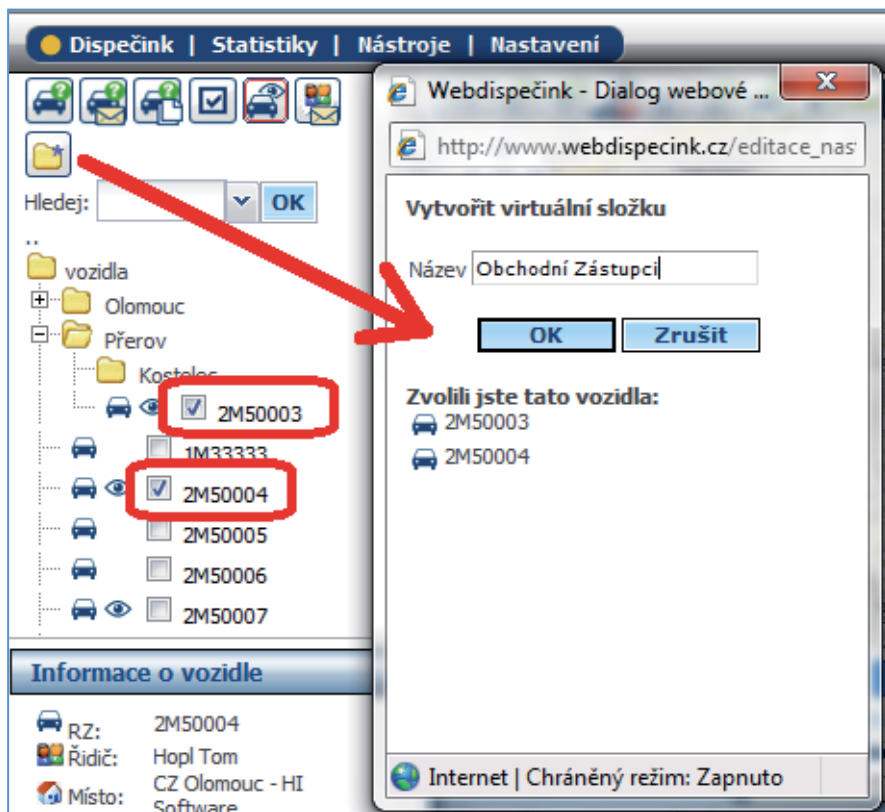 Dispečink | Statistiky | Nástroje | Nastavení
Hledej:
OK
..
vozidla
Olomouc
Přerov
Kostelec
2M50003
1M33333
2M50004
2M50005
2M50006
2M50007
Informace o vozidle
RZ: 2M50004
Řidič: Hopl Tom
Místo: CZ Olomouc - HI
Software
Webdispečink - Dialog webové ...
http://www.webdispecink.cz/editace_nas
Vytvořit virtuální složku
Název Obchodní Zástupci
OK Zrušit
Zvolili jste tato vozidla:
2M50003
2M50004
Internet | Chráněný režim: Zapnuto